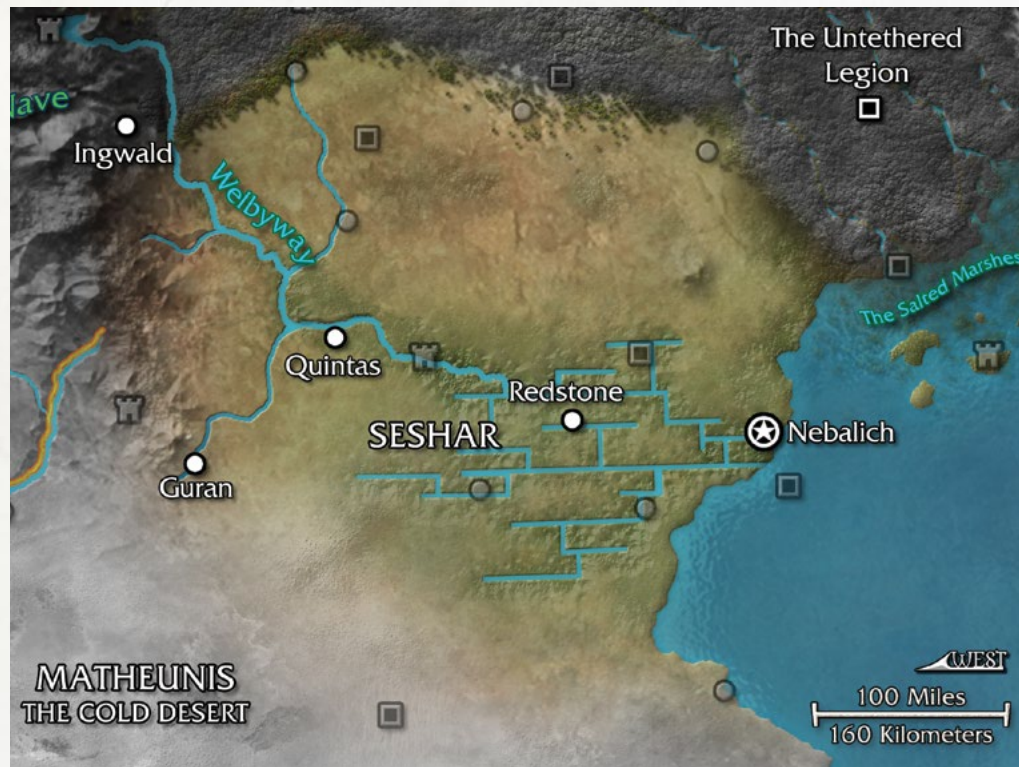 The Untethered
Legion
Ingwald
Welbyway
The Salted Marshes
Quintas
Redstone
SESHAR
Nebalich
Guran
MATHEUNIS
THE COLD DESERT
WEST
100 Miles
160 Kilometers